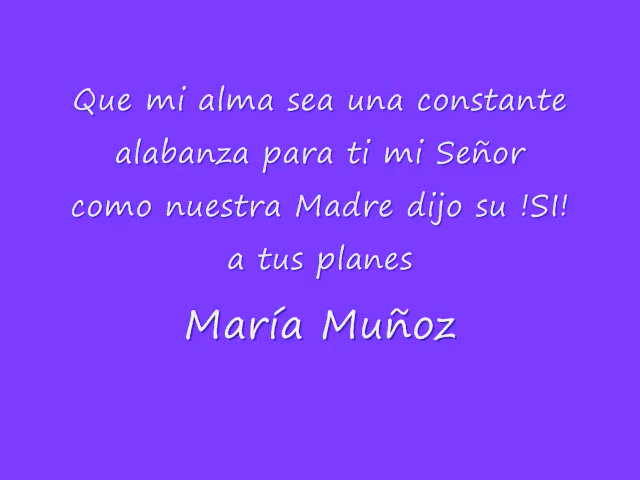 Que mi alma sea una constante
alabanza para ti mi Señor
como nuestra Madre dijo su !SI!
a tus planes
María Muñoz